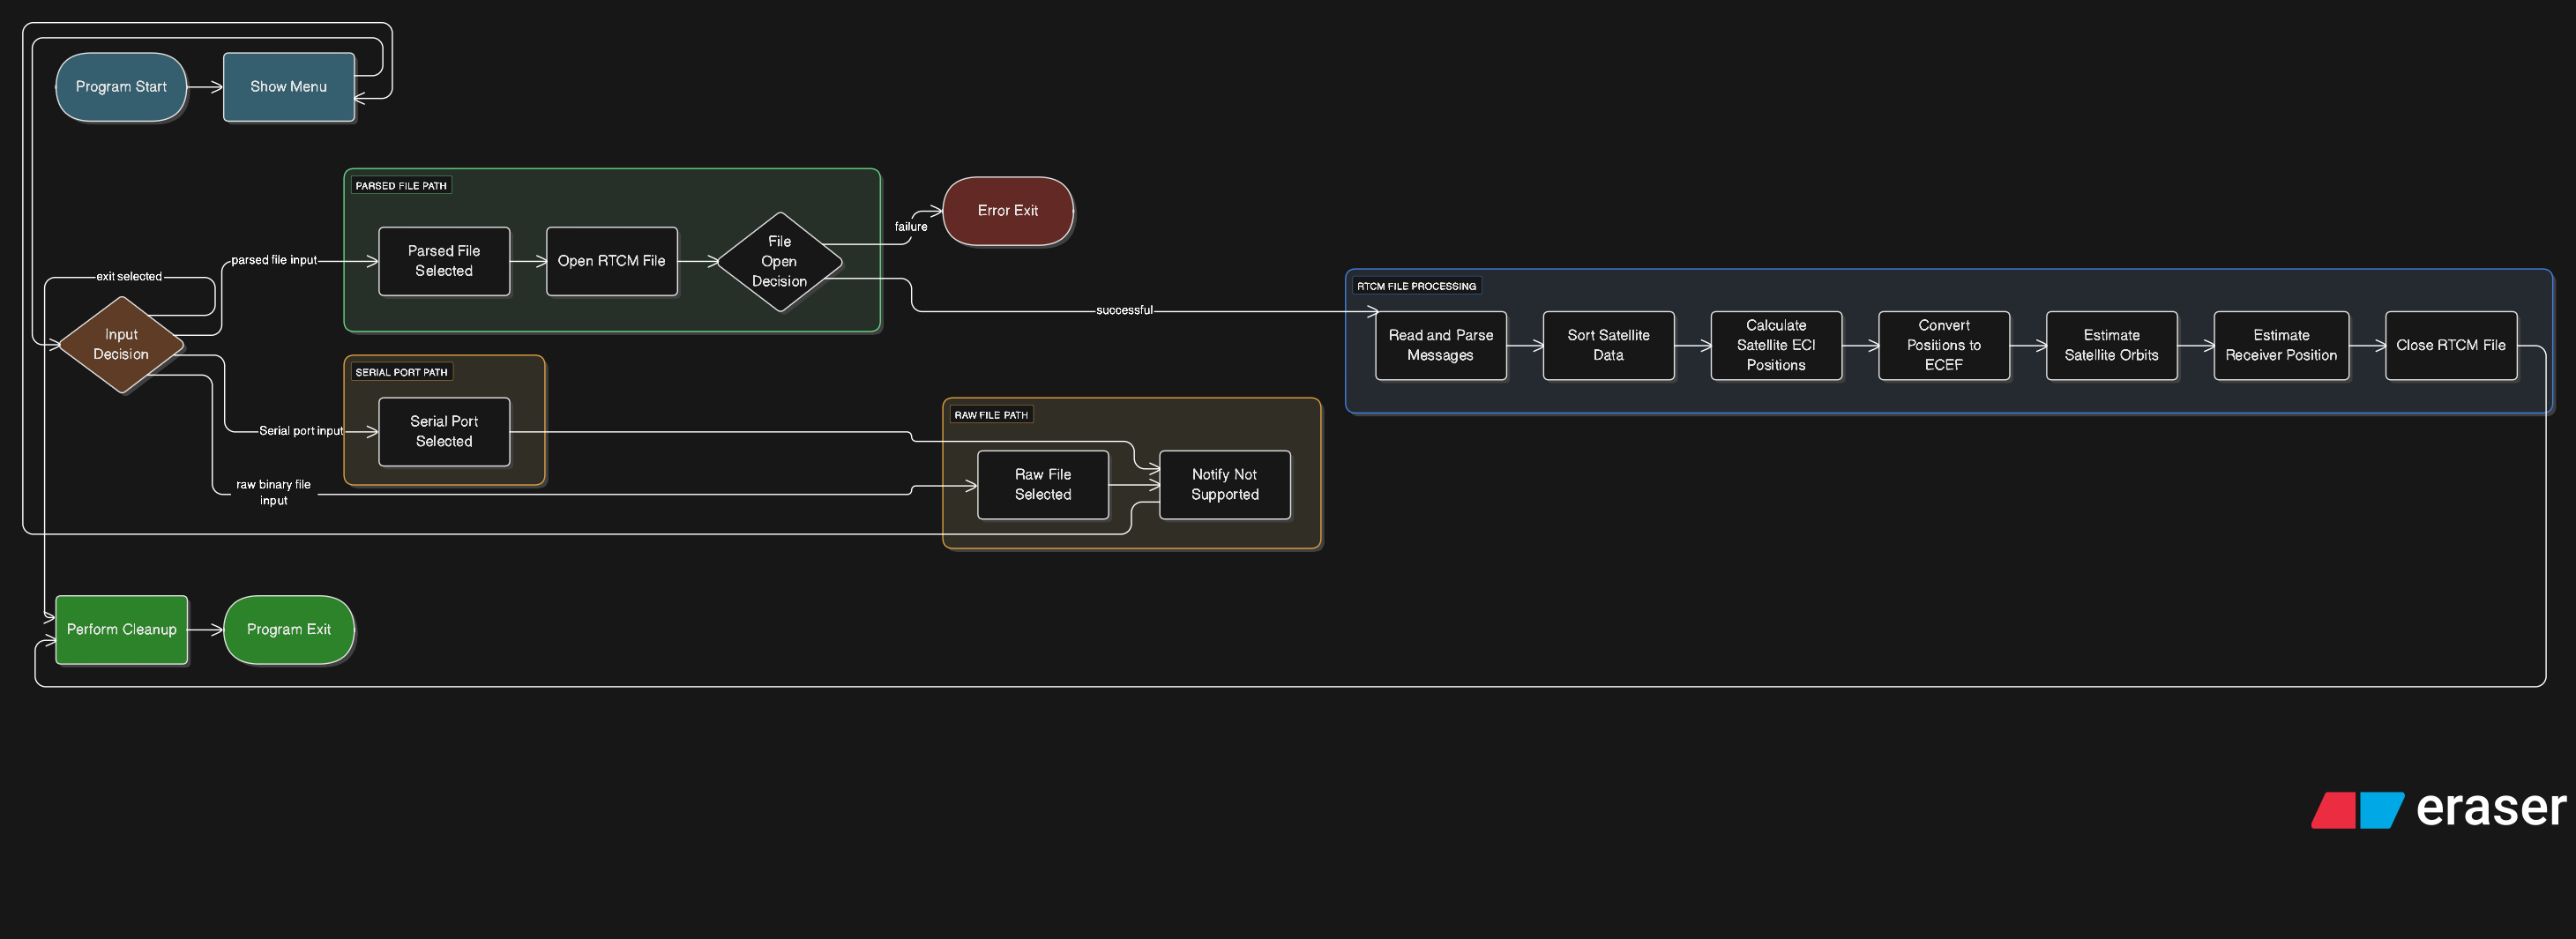 Program Start
Show Menu
PARSED FILE PATH
Parsed File
Selected
Open RTCM File
File
Open
Decision
failure
Error Exit
successful
exit selected
parsed file input
Input
Decision
Serial port input
raw binary file
input
SERIAL PORT PATH
Serial Port
Selected
RAW FILE PATH
Raw File
Selected
Notify Not
Supported
RTCM FILE PROCESSING
Read and Parse
Messages
Sort Satellite
Data
Calculate
Satellite ECI
Positions
Convert
Positions to
ECEF
Estimate
Satellite Orbits
Estimate
Receiver Position
Close RTCM File
Perform Cleanup
Program Exit
eraser